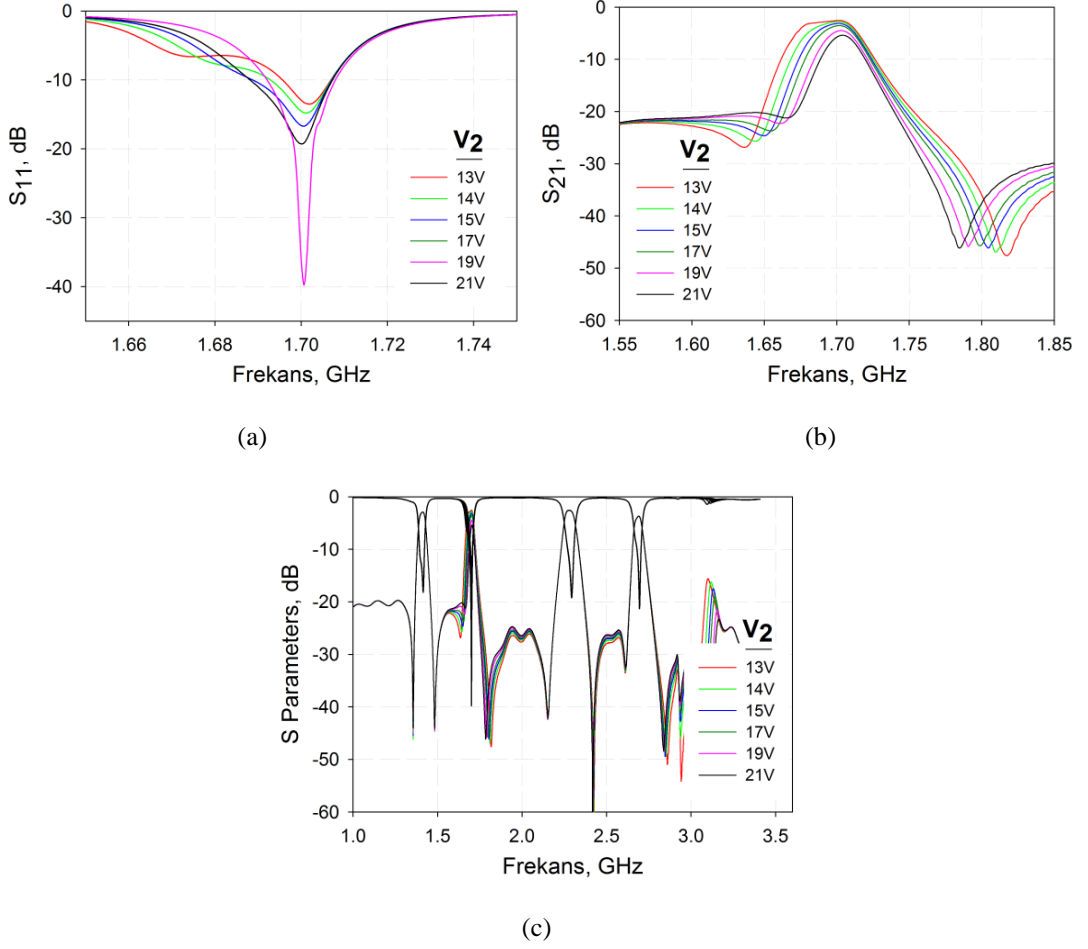 0
-10
-20
-30
-40
S11, dB
1.66
1.68
1.70
1.72
1.74
Frekans, GHz
V2
13V
14V
15V
17V
19V
21V
(a)
0
-10
-20
-30
-40
-50
-60
S21, dB
1.55
1.60
1.65
1.70
1.75
1.80
1.85
Frekans, GHz
V2
13V
14V
15V
17V
19V
21V
(b)
0
-10
-20
-30
-40
-50
-60
S Parameters, dB
1.0
1.5
2.0
2.5
3.0
3.5
Frekans, GHz
V2
13V
14V
15V
17V
19V
21V
(c)